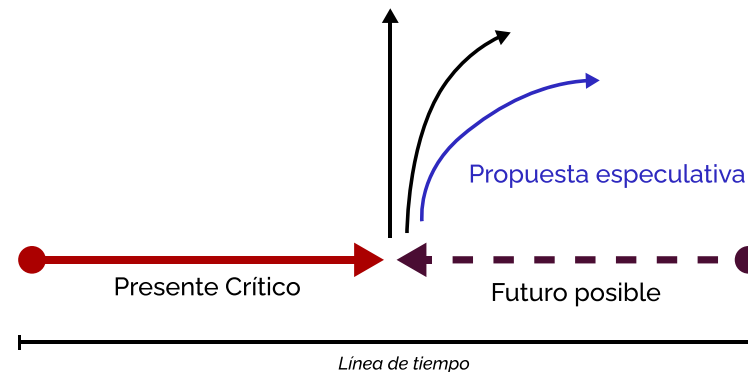 Propuesta especulativa
Presente Crítico
Futuro posible
Línea de tiempo